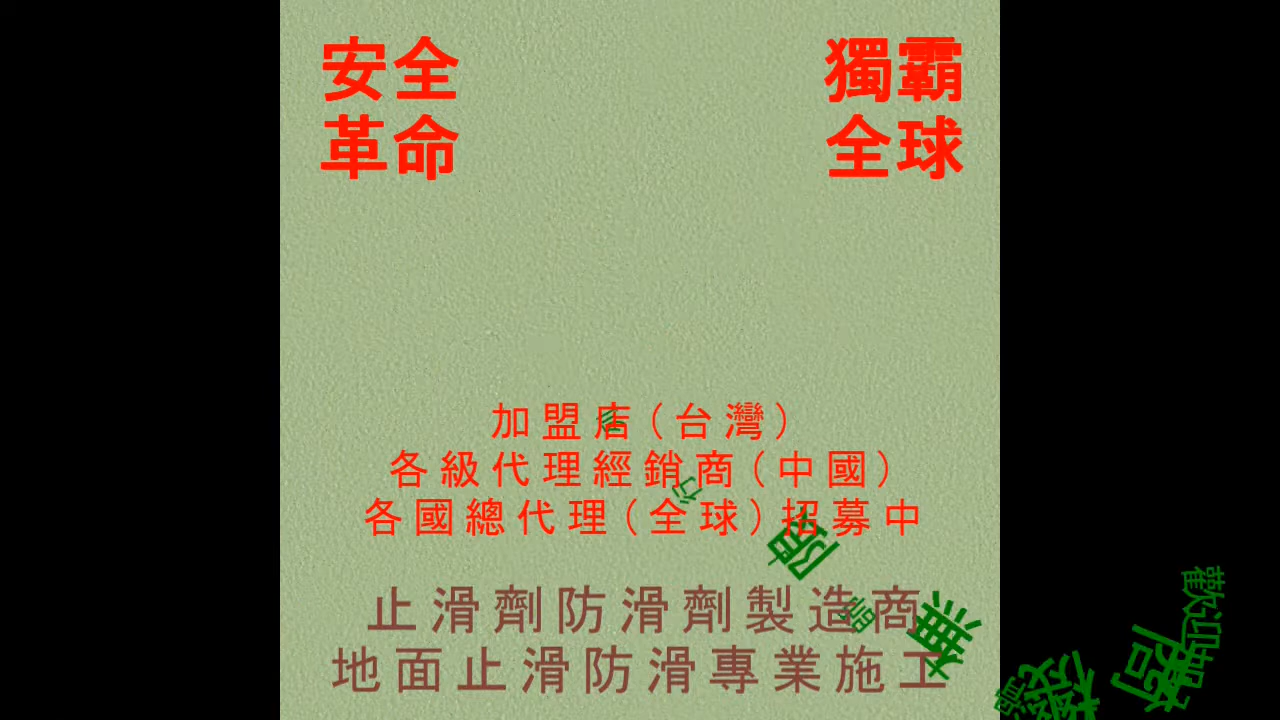 安全
革命
獨霸
全球
加盟店(台灣)
各級代理經銷商(中國)
各國總代理(全球)招募中
止滑劑防滑劑製造商
地面止滑防滑專業施工